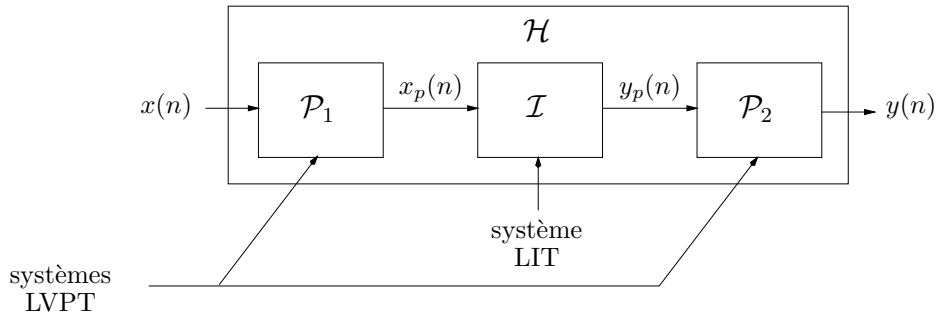 𝓗
x(n)
𝓟₁
xₚ(n)
𝓘
yₚ(n)
𝓟₂
y(n)
système
LIT
systèmes
LVPT